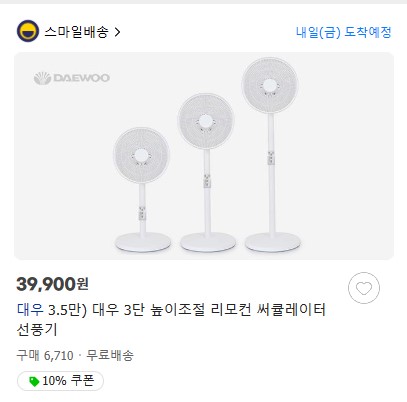 스마일배송
내일(금) 도착예정
DAEWOO
39,900원
대우 3.5만) 대우 3단 높이조절 리모컨 써큘레이터
선풍기
구매 6,710 · 무료배송
10% 쿠폰